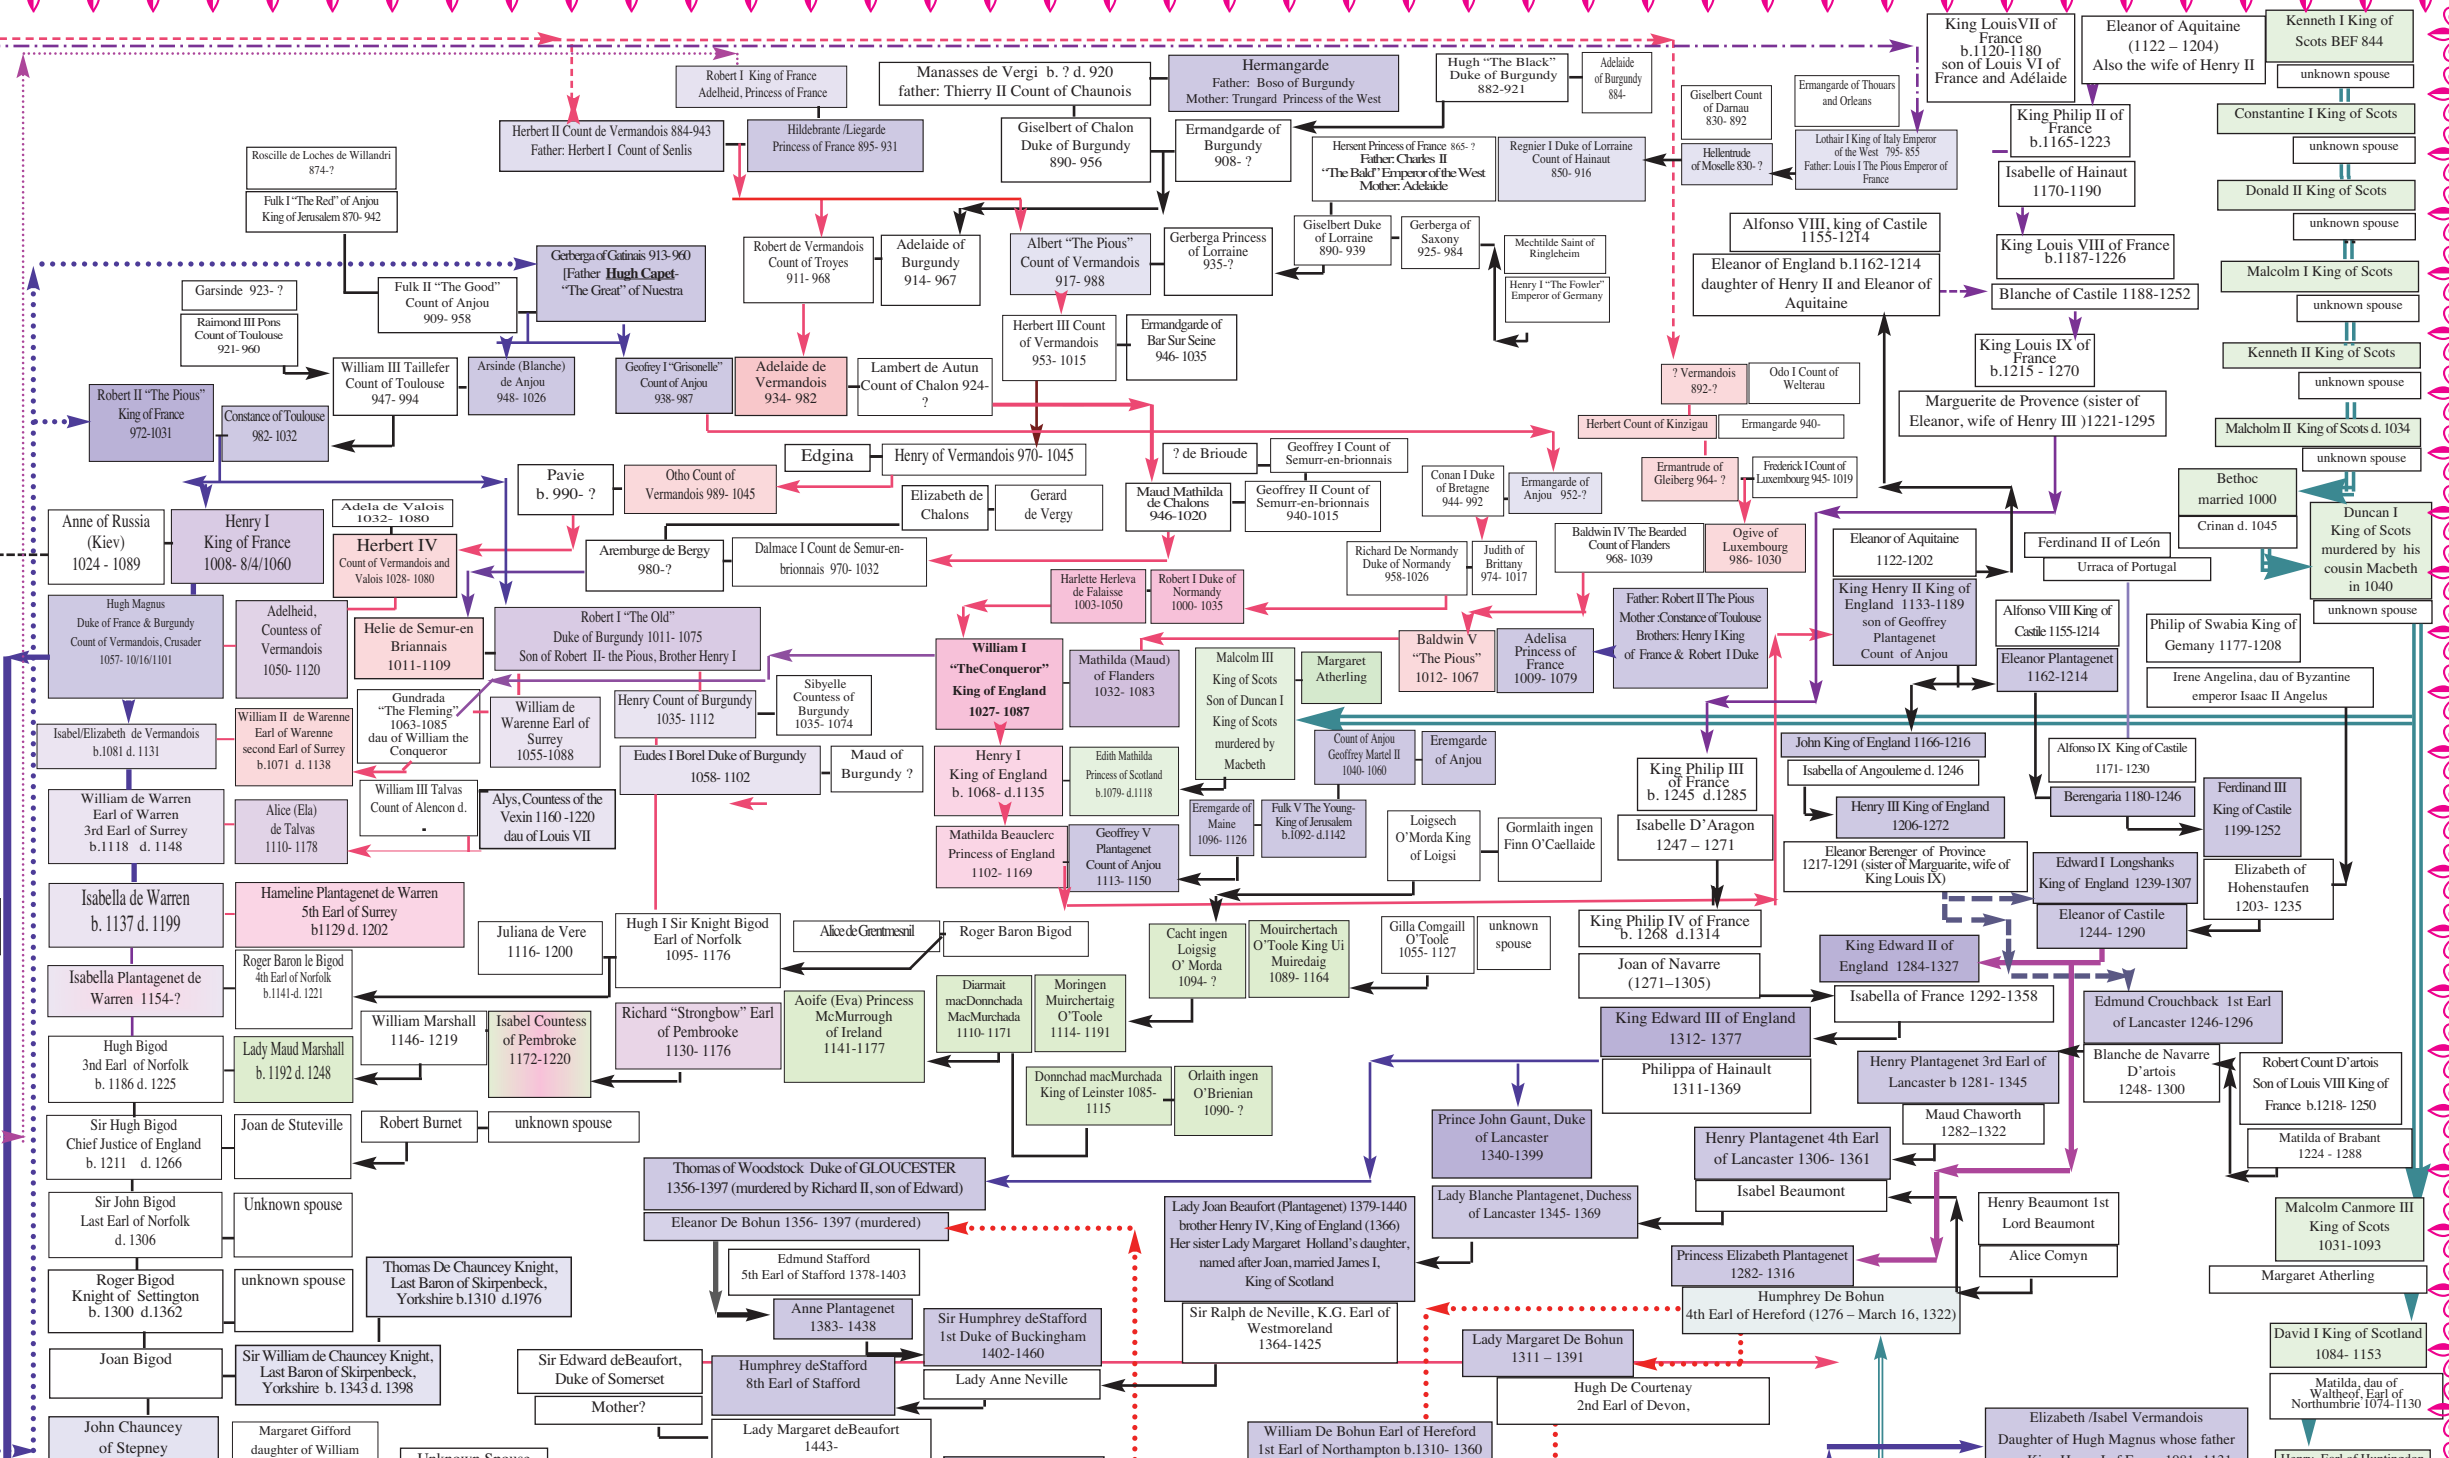 King LouisVII of
France
b.1120-1180
son of Louis VI of
France and Adélaide
Eleanor of Aquitaine
(1122 – 1204)
Also the wife of Henry II
Kenneth I King of
Scots BEF 844
unknown spouse
Constantine I King of Scots
unknown spouse
Donald II King of Scots
unknown spouse
Malcolm I King of Scots
unknown spouse
Kenneth II King of Scots
unknown spouse
Malcholm II King of Scots d. 1034
unknown spouse
Bethoc
married 1000
Crinan d. 1045
Duncan I
King of Scots
murdered by his
cousin Macbeth
in 1040
unknown spouse
Robert I King of France
Adelheid, Princess of France
Manasses de Vergi b. ? d. 920
father: Thierry II Count of Chaunois
Hermangarde
Father: Boso of Burgundy
Mother: Trungard Princess of the West
Hugh “The Black”
Duke of Burgundy
882-921
Adelaide
of Burgundy
884-
Giselbert Count
of Darnau
830- 892
Ermangarde of Thouars
and Orleans
Herbert II Count de Vermandois 884-943
Father: Herbert I Count of Senlis
Hildebrante /Liegarde
Princess of France 895- 931
Giselbert of Chalon
Duke of Burgundy
890- 956
Ermandgarde of
Burgundy
908- ?
Hersent Princess of France 865- ?
Father: Charles II
“The Bald” Emperor of the West
Mother: Adelaide
Regnier I Duke of Lorraine
Count of Hainaut
850- 916
Hellentrude
of Moselle 830- ?
Lothair I King of Italy Emperor
of the West 795- 855
Father: Louis I The Pious Emperor of
France
King Philip II of
France
b.1165-1223
Isabelle of Hainaut
1170-1190
King Louis VIII of France
b.1187-1226
Blanche of Castile 1188-1252
King Louis IX of
France
b.1215 - 1270
Marguerite de Provence (sister of
Eleanor, wife of Henry III )1221-1295
Alfonso VIII, king of Castile
1155-1214
Eleanor of England b.1162-1214
daughter of Henry II and Eleanor of
Aquitaine
Roscille de Loches de Willandri
874-?
Fulk I “The Red” of Anjou
King of Jerusalem 870- 942
Gerberga of Gatinais 913-960
[Father Hugh Capet-
“The Great” of Nuestra
Robert de Vermandois
Count of Troyes
911- 968
Adelaide of
Burgundy
914- 967
Albert “The Pious”
Count of Vermandois
917- 988
Gerberga Princess
of Lorraine
935-?
Giselbert Duke
of Lorraine
890- 939
Gerberga of
Saxony
925- 984
Mechtilde Saint of
Ringleheim
Henry I “The Fowler”
Emperor of Germany
Garsinde 923- ?
Raimond III Pons
Count of Toulouse
921- 960
Fulk II “The Good”
Count of Anjou
909- 958
Herbert III Count
of Vermandois
953- 1015
Ermandgarde of
Bar Sur Seine
946- 1035
William III Taillefer
Count of Toulouse
947- 994
Arsinde (Blanche)
de Anjou
948- 1026
Geofrey I “Grisonelle”
Count of Anjou
938- 987
Adelaide de
Vermandois
934- 982
Lambert de Autun
Count of Chalon 924-
?
? Vermandois
892-?
Odo I Count of
Welterau
Robert II “The Pious”
King of France
972-1031
Constance of Toulouse
982- 1032
Herbert Count of Kinzigau
Ermangarde 940-
Edgina
Henry of Vermandois 970- 1045
? de Brioude
Geoffrey I Count of
Semurr-en-brionnais
Ermantrude of
Gleiberg 964- ?
Frederick I Count of
Luxembourg 945- 1019
Pavie
b. 990- ?
Otho Count of
Vermandois 989- 1045
Elizabeth de
Chalons
Gerard
de Vergy
Maud Mathilda
de Chalons
946-1020
Geoffrey II Count of
Semurr-en-brionnais
940-1015
Conan I Duke
of Bretagne
944- 992
Ermangarde of
Anjou 952-?
Anne of Russia
(Kiev)
1024 - 1089
Henry I
King of France
1008- 8/4/1060
Adela de Valois
1032- 1080
Herbert IV
Count of Vermandois and
Valois 1028- 1080
Aremburge de Bergy
980-?
Dalmace I Count de Semur-en-
brionnais 970- 1032
Richard De Normandy
Duke of Normandy
958-1026
Judith of
Brittany
974- 1017
Baldwin IV The Bearded
Count of Flanders
968- 1039
Ogive of
Luxembourg
986- 1030
Eleanor of Aquitaine
1122-1202
Ferdinand II of León
Urraca of Portugal
Harlette Herleva
de Falaisse
1003-1050
Robert I Duke of
Normandy
1000- 1035
Father: Robert II The Pious
Mother :Constance of Toulouse
Brothers: Henry I King
of France & Robert I Duke
King Henry II King of
England 1133-1189
son of Geoffrey
Plantagenet
Count of Anjou
Alfonso VIII King of
Castile 1155-1214
Eleanor Plantagenet
1162-1214
Philip of Swabia King of
Gemany 1177-1208
Irene Angelina, dau of Byzantine
emperor Isaac II Angelus
Hugh Magnus
Duke of France & Burgundy
Count of Vermandois, Crusader
1057- 10/16/1101
Adelheid,
Countess of
Vermandois
1050- 1120
Helie de Semur-en
Briannais
1011-1109
Robert I “The Old”
Duke of Burgundy 1011- 1075
Son of Robert II- the Pious, Brother Henry I
William I
“TheConqueror”
King of England
1027- 1087
Mathilda (Maud)
of Flanders
1032- 1083
Malcolm III
King of Scots
Son of Duncan I
King of Scots
murdered by
Macbeth
Margaret
Atherling
Baldwin V
“The Pious”
1012- 1067
Adelisa
Princess of
France
1009- 1079
Gundrada
“The Fleming”
1063-1085
dau of William the
Conqueror
William de
Warenne Earl of
Surrey
1055-1088
Henry Count of Burgundy
1035- 1112
Sibyelle
Countess of
Burgundy
1035- 1074
Isabel/Elizabeth de Vermandois
b.1081 d. 1131
William II de Warenne
Earl of Warenne
second Earl of Surrey
b.1071 d. 1138
Eudes I Borel Duke of Burgundy
1058- 1102
Maud of
Burgundy ?
Henry I
King of England
b. 1068- d.1135
Edith Mathilda
Princess of Scotland
b.1079- d.1118
Count of Anjou
Geoffrey Martel II
1040- 1060
Eremgarde
of Anjou
King Philip III
of France
b. 1245 d.1285
John King of England 1166-1216
Isabella of Angouleme d. 1246
Henry III King of England
1206-1272
Alfonso IX King of Castile
1171- 1230
Berengaria 1180-1246
Ferdinand III
King of Castile
1199-1252
William de Warren
Earl of Warren
3rd Earl of Surrey
b.1118 d. 1148
Alice (Ela)
de Talvas
1110- 1178
William III Talvas
Count of Alencon d.
-
Alys, Countess of the
Vexin 1160 -1220
dau of Louis VII
Mathilda Beauclerc
Princess of England
1102- 1169
Geoffrey V
Plantagenet
Count of Anjou
1113- 1150
Eremgarde of
Maine
1096- 1126
Fulk V The Young-
King of Jerusalem
b.1092- d.1142
Loigsech
O’Morda King
of Loigsi
Gormlaith ingen
Finn O’Caellaide
Isabelle D’Aragon
1247 – 1271
Eleanor Berenger of Province
1217-1291 (sister of Marguarite, wife of
King Louis IX)
Edward I Longshanks
King of England 1239-1307
Eleanor of Castile
1244- 1290
Elizabeth of
Hohenstaufen
1203- 1235
Isabella de Warren
b. 1137 d. 1199
Hameline Plantagenet de Warren
5th Earl of Surrey
b1129 d. 1202
Juliana de Vere
1116- 1200
Hugh I Sir Knight Bigod
Earl of Norfolk
1095- 1176
Alice de Grentmesnil
Roger Baron Bigod
Cacht ingen
Loigsig
O’ Morda
1094- ?
Mouirchertach
O’Toole King Ui
Muiredaig
1089- 1164
Gilla Comgaill
O’Toole
1055- 1127
unknown
spouse
King Philip IV of France
b. 1268 d.1314
Joan of Navarre
(1271–1305)
King Edward II of
England 1284-1327
Isabella of France 1292-1358
Edmund Crouchback 1st Earl
of Lancaster 1246-1296
Isabella Plantagenet de
Warren 1154-?
Roger Baron le Bigod
4th Earl of Norfolk
b.1141-d. 1221
William Marshall
1146- 1219
Isabel Countess
of Pembroke
1172-1220
Richard “Strongbow” Earl
of Pembrooke
1130- 1176
Aoife (Eva) Princess
McMurrough
of Ireland
1141-1177
Diarmait
macDonnchada
MacMurchada
1110- 1171
Moringen
Muirchertaig
O’Toole
1114- 1191
King Edward III of England
1312- 1377
Philippa of Hainault
1311-1369
Henry Plantagenet 3rd Earl of
Lancaster b 1281- 1345
Blanche de Navarre
D’artois
1248- 1300
Robert Count D’artois
Son of Louis VIII King of
France b.1218- 1250
Matilda of Brabant
1224 - 1288
Hugh Bigod
3nd Earl of Norfolk
b. 1186 d. 1225
Lady Maud Marshall
b. 1192 d. 1248
Donnchad macMurchada
King of Leinster 1085-
1115
Orlaith ingen
O’Brienian
1090- ?
Maud Chaworth
1282–1322
Sir Hugh Bigod
Chief Justice of England
b. 1211 d. 1266
Joan de Stuteville
Robert Burnet
unknown spouse
Prince John Gaunt, Duke
of Lancaster
1340-1399
Henry Plantagenet 4th Earl
of Lancaster 1306- 1361
Isabel Beaumont
Thomas of Woodstock Duke of GLOUCESTER
1356-1397 (murdered by Richard II, son of Edward)
Eleanor De Bohun 1356- 1397 (murdered)
Lady Joan Beaufort (Plantagenet) 1379-1440
brother Henry IV, King of England (1366)
Her sister Lady Margaret Holland’s daughter,
named after Joan, married James I,
King of Scotland
Lady Blanche Plantagenet, Duchess
of Lancaster 1345- 1369
Henry Beaumont 1st
Lord Beaumont
Alice Comyn
Malcolm Canmore III
King of Scots
1031-1093
Margaret Atherling
Sir John Bigod
Last Earl of Norfolk
d. 1306
Unknown spouse
Edmund Stafford
5th Earl of Stafford 1378-1403
Princess Elizabeth Plantagenet
1282- 1316
Humphrey De Bohun
4th Earl of Hereford (1276 – March 16, 1322)
Roger Bigod
Knight of Settington
b. 1300 d.1362
unknown spouse
Thomas De Chauncey Knight,
Last Baron of Skirpenbeck,
Yorkshire b.1310 d.1976
Anne Plantagenet
1383- 1438
Sir Humphrey deStafford
1st Duke of Buckingham
1402-1460
Sir Ralph de Neville, K.G. Earl of
Westmoreland
1364-1425
Lady Margaret De Bohun
1311 – 1391
David I King of Scotland
1084- 1153
Joan Bigod
Sir William de Chauncey Knight,
Last Baron of Skirpenbeck,
Yorkshire b. 1343 d. 1398
Sir Edward deBeaufort,
Duke of Somerset
Mother?
Humphrey deStafford
8th Earl of Stafford
Lady Anne Neville
Hugh De Courtenay
2nd Earl of Devon,
Matilda, dau of
Waltheof, Earl of
Northumbrie 1074-1130
John Chauncey
of Stepney
Margaret Gifford
daughter of William
Unknown Spouse
Lady Margaret deBeaufort
1443-
William De Bohun Earl of Hereford
1st Earl of Northampton b.1310- 1360
Elizabeth /Isabel Vermandois
Daughter of Hugh Magnus whose father